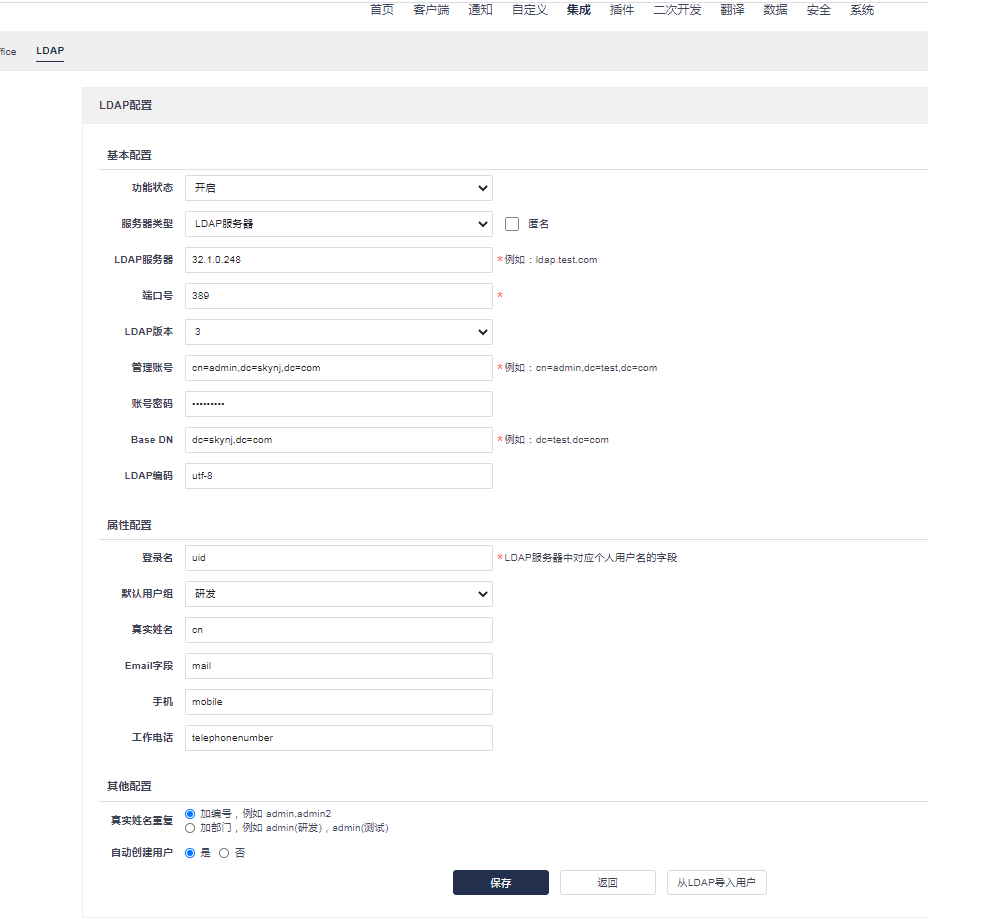 首页 客户端 通知 自定义 集成 插件 二次开发 翻译 数据 安全 系统
ffice LDAP
LDAP配置
基本配置
功能状态 开启
服务器类型 LDAP服务器 匿名
LDAP服务器 32.1.0.248 *例如：ldap.test.com
端口号 389 *
LDAP版本 3
管理账号 cn=admin,dc=skynj,dc=com *例如：cn=admin,dc=test,dc=com
账号密码 •••••••••
Base DN dc=skynj,dc=com *例如：dc=test,dc=com
LDAP编码 utf-8
属性配置
登录名 uid *LDAP服务器中对应个人用户名的字段
默认用户组 研发
真实姓名 cn
Email字段 mail
手机 mobile
工作电话 telephonenumber
其他配置
真实姓名重复 加编号，例如 admin,admin2
加部门，例如 admin(研发)，admin(测试)
自动创建用户 是 否
保存 返回 从LDAP导入用户